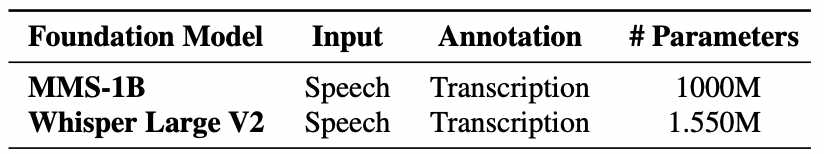 Foundation Model Input Annotation # Parameters
MMS-1B Speech Transcription 1000M
Whisper Large V2 Speech Transcription 1.550M